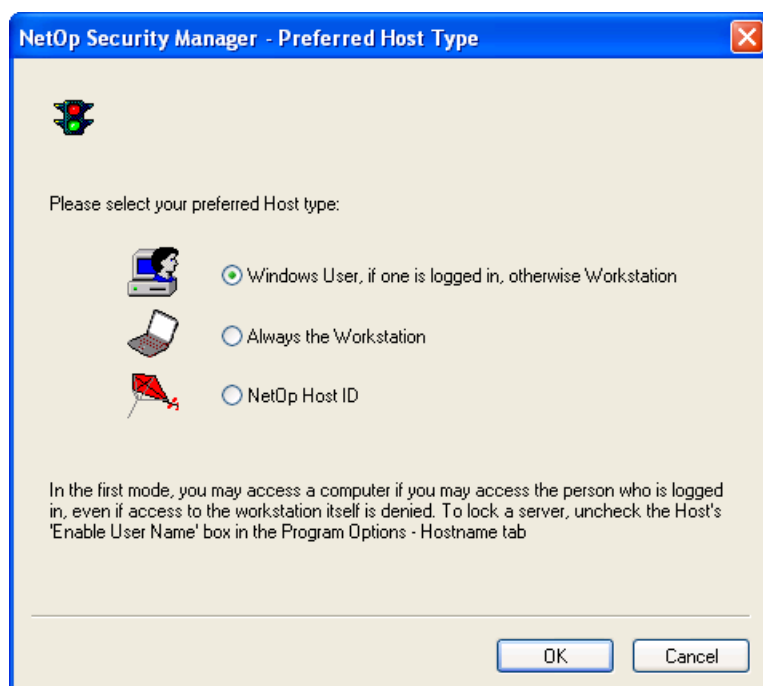 NetOp Security Manager - Preferred Host Type
Please select your preferred Host type:
Windows User, if one is logged in, otherwise Workstation
Always the Workstation
NetOp Host ID
In the first mode, you may access a computer if you may access the person who is logged
in, even if access to the workstation itself is denied. To lock a server, uncheck the Host's
'Enable User Name' box in the Program Options - Hostname tab
OK
Cancel